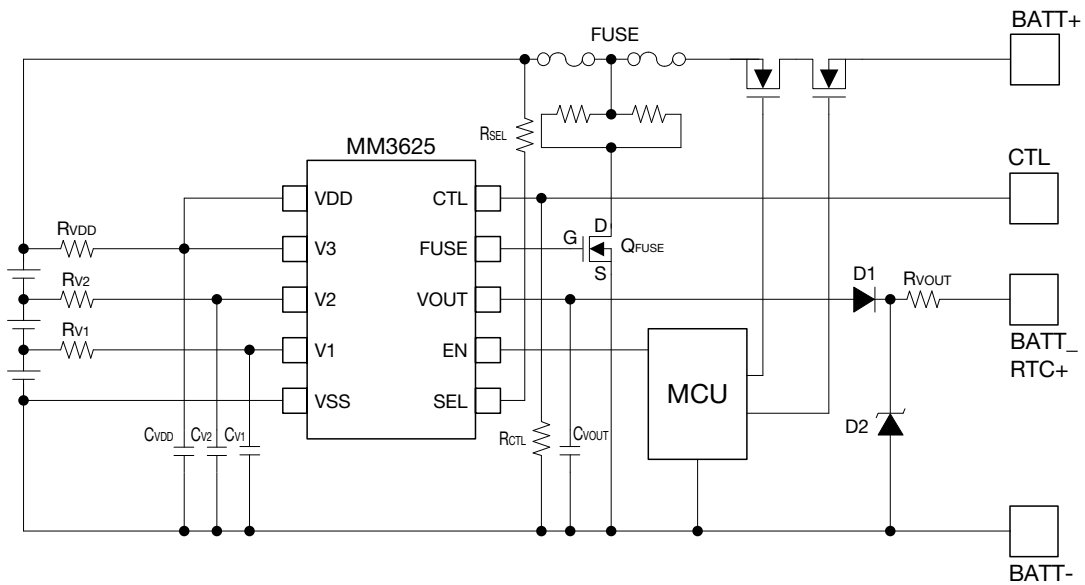 BATT+
FUSE
RSEL
MM3625
CTL
VDD
CTL
RVDD
V3
FUSE
G
D
S
QFUSE
RV2
V2
VOUT
D1
RVOUT
RV1
V1
EN
BATT_
RTC+
VSS
SEL
MCU
CVDD
CV2
CV1
RCTL
CVOUT
D2
BATT-